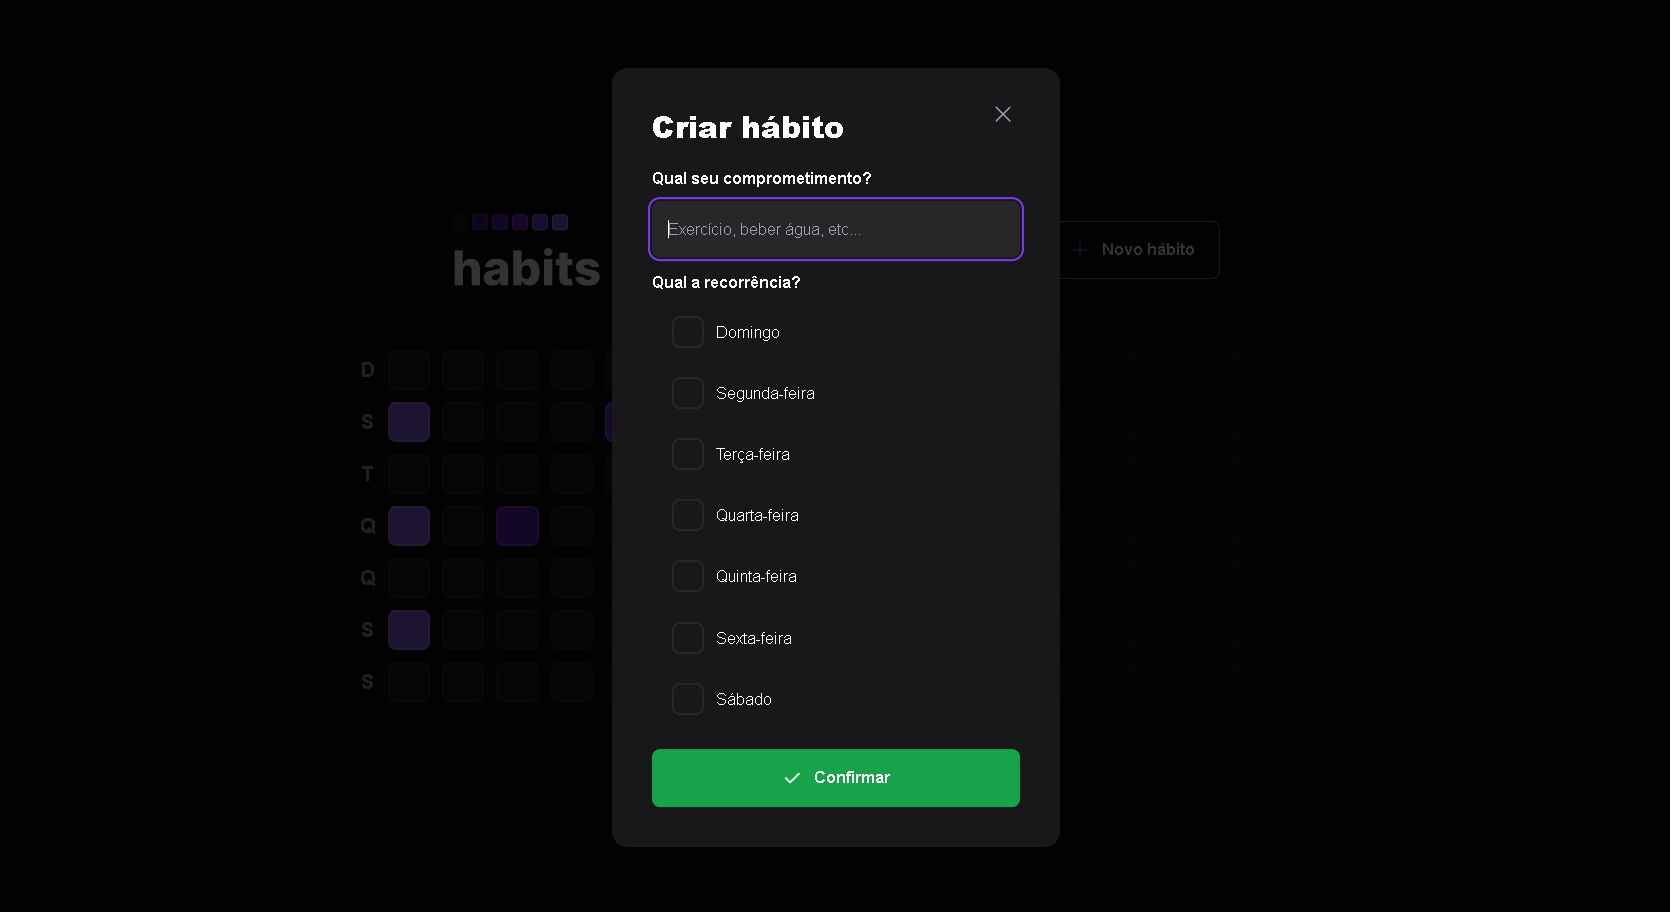 Criar hábito
Qual seu comprometimento?
Exercício, beber água, etc...
habits
Novo hábito
Qual a recorrência?
Domingo
D
Segunda-feira
S
Terça-feira
T
Quarta-feira
Q
Quinta-feira
Q
Sexta-feira
S
Sábado
S
Confirmar